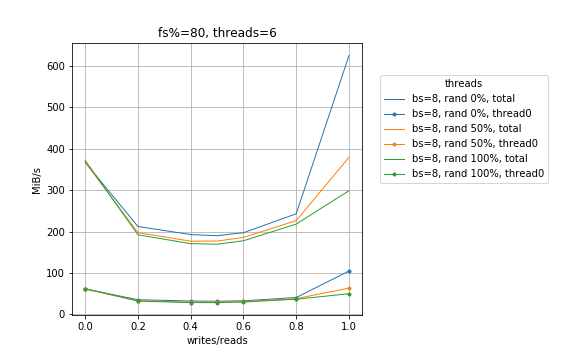 fs%=80, threads=6
MiB/s
600
500
400
300
200
100
0
0.0 0.2 0.4 0.6 0.8 1.0
writes/reads
threads
bs=8, rand 0%, total
bs=8, rand 0%, thread0
bs=8, rand 50%, total
bs=8, rand 50%, thread0
bs=8, rand 100%, total
bs=8, rand 100%, thread0